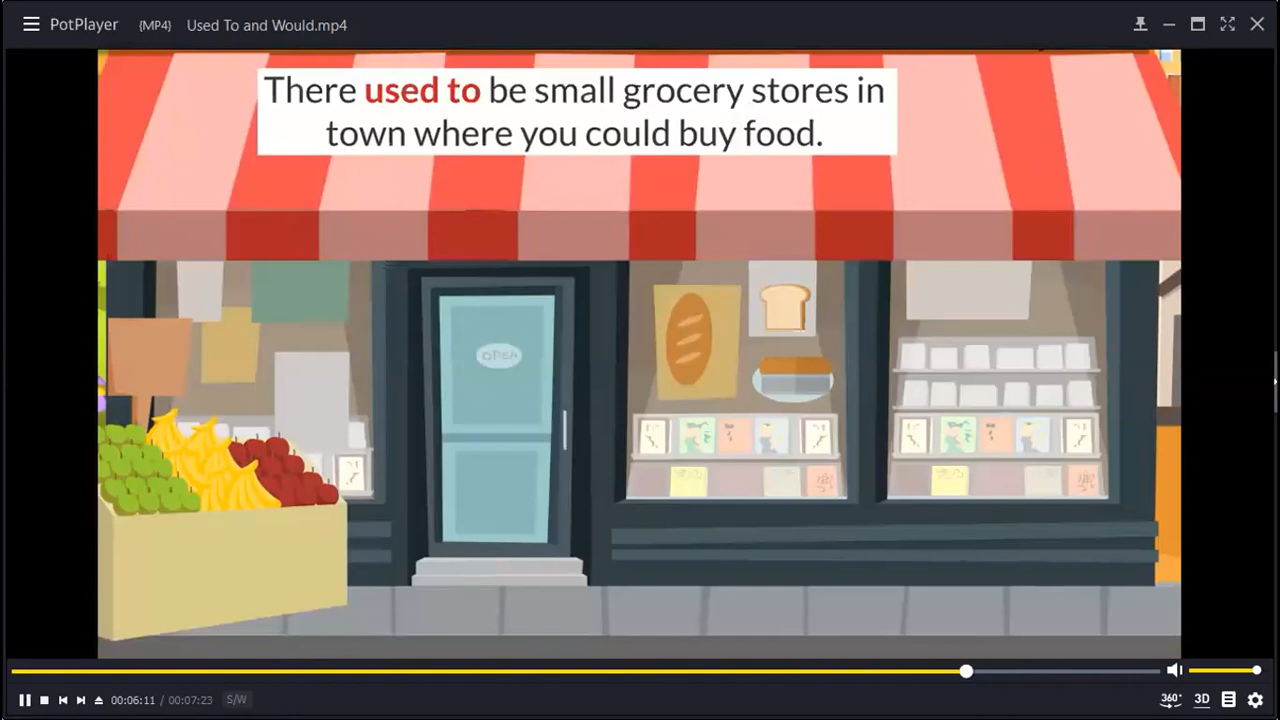 PotPlayer (MP4) Used To and Would.mp4
There used to be small grocery stores in
town where you could buy food.
OPEN
00:06:11 / 00:07:23 S/W
360° 3D